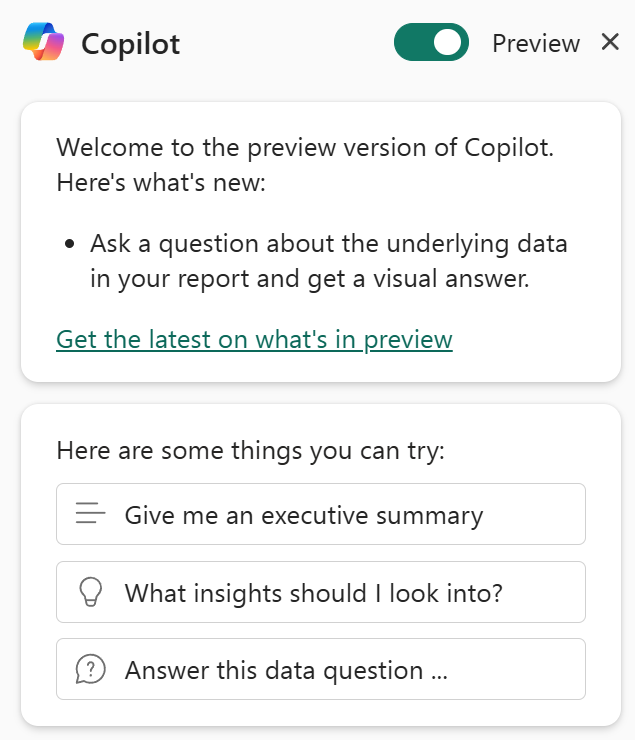 Copilot
Preview
Welcome to the preview version of Copilot.
Here's what's new:
• Ask a question about the underlying data
in your report and get a visual answer.
Get the latest on what's in preview
Here are some things you can try:
Give me an executive summary
What insights should I look into?
Answer this data question ...